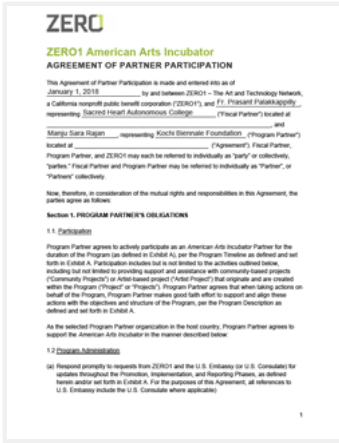 ZERO1
ZERO1 American Arts Incubator
AGREEMENT OF PARTNER PARTICIPATION
This Agreement of Partner Participation is made and entered into as of
January 1, 2018 by and between ZERO1 – The Art and Technology Network,
a California nonprofit public benefit corporation ("ZERO1"), and Fr. Prasant Palakkappilly
representing Sacred Heart Autonomous College ("Fiscal Partner") located at
, and
Manju Sara Rajan , representing Kochi Biennale Foundation ("Program Partner")
located at ("Agreement"). Fiscal Partner,
Program Partner, and ZERO1 may each be referred to individually as "party" or collectively,
"parties." Fiscal Partner and Program Partner may be referred to individually as "Partner", or
"Partners" collectively.
Now, therefore, in consideration of the mutual rights and responsibilities in this Agreement, the
parties agree as follows:
Section 1. PROGRAM PARTNER'S OBLIGATIONS
1.1. Participation
Program Partner agrees to actively participate as an American Arts Incubator Partner for the
duration of the Program (as defined in Exhibit A), per the Program Timeline as defined and set
forth in Exhibit A. Participation includes but is not limited to the activities outlined below,
including but not limited to providing support and assistance with community-based projects
("Community Projects") or Artist-based project ("Artist Project") that originate and are created
within the Program ("Project" or "Projects"). Program Partner agrees that when taking actions on
behalf of the Program, Program Partner makes good faith effort to support and align these
actions with the objectives and structure of the Program, per the Program Description as
defined and set forth in Exhibit A.
As the selected Program Partner organization in the host country, Program Partner agrees to
support the American Arts Incubator in the manner described below:
1.2 Program Administration
(a) Respond promptly to requests from ZERO1 and the U.S. Embassy (or U.S. Consulate) for
updates throughout the Promotion, Implementation, and Reporting Phases, as defined
herein and/or set forth in Exhibit A. For the purposes of this Agreement, all references to
U.S. Embassy include the U.S. Consulate where applicable)
1